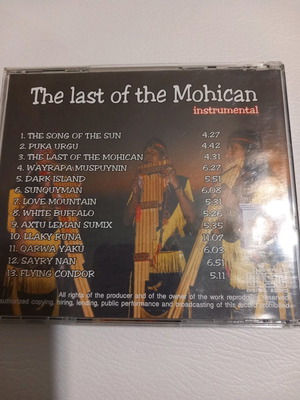 The last of the Mohican
instrumental
1. THE SONG OF THE SUN 4.27
2. PUKA URGU 4.42
3. THE LAST OF THE MOHICAN 4.31
4. WAYRAPA MUSPUYNIN 6.27
5. DARK ISLAND 5.51
6. SUNQUYMAN 6.08
7. LOVE MOUNTAIN 5.31
8. WHITE BUFFALO 5.26
9. AXTU LEMAN SUMIX 5.35
10. LLAKY RUNA 11.07
11. QARWA YAKU 6.03
12. SAYRY NAN 6.51
13. FLYING CONDOR 5.11
All rights of the producer and of the owner of the work reproduced reserved.
authorized copying, hiring, lending, public performance and broadcasting of this record prohibited